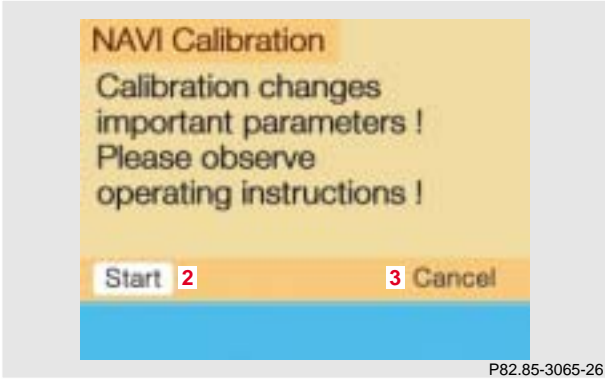 NAVI Calibration
Calibration changes
important parameters !
Please observe
operating instructions !
Start 2 3 Cancel
P82.85-3065-26